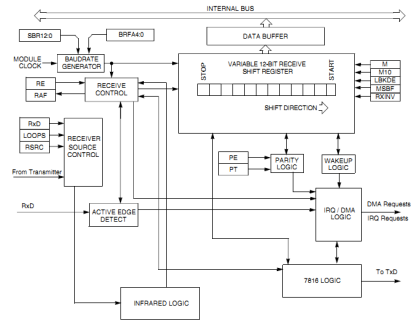 INTERNAL BUS
SBR12:0
BRFA4:0
DATA BUFFER
MODULE
CLOCK
BAUDRATE
GENERATOR
VARIABLE 12-BIT RECEIVE
SHIFT REGISTER
STOP
START
SHIFT DIRECTION
M
M10
LBKDE
MSBF
RXINV
RE
RAF
RECEIVE
CONTROL
RxD
LOOPS
RSRC
RECEIVER
SOURCE
CONTROL
From Transmitter
PE
PT
PARITY
LOGIC
WAKEUP
LOGIC
RxD
ACTIVE EDGE
DETECT
IRQ / DMA
LOGIC
DMA Requests
IRQ Requests
7816 LOGIC
To TxD
INFRARED LOGIC